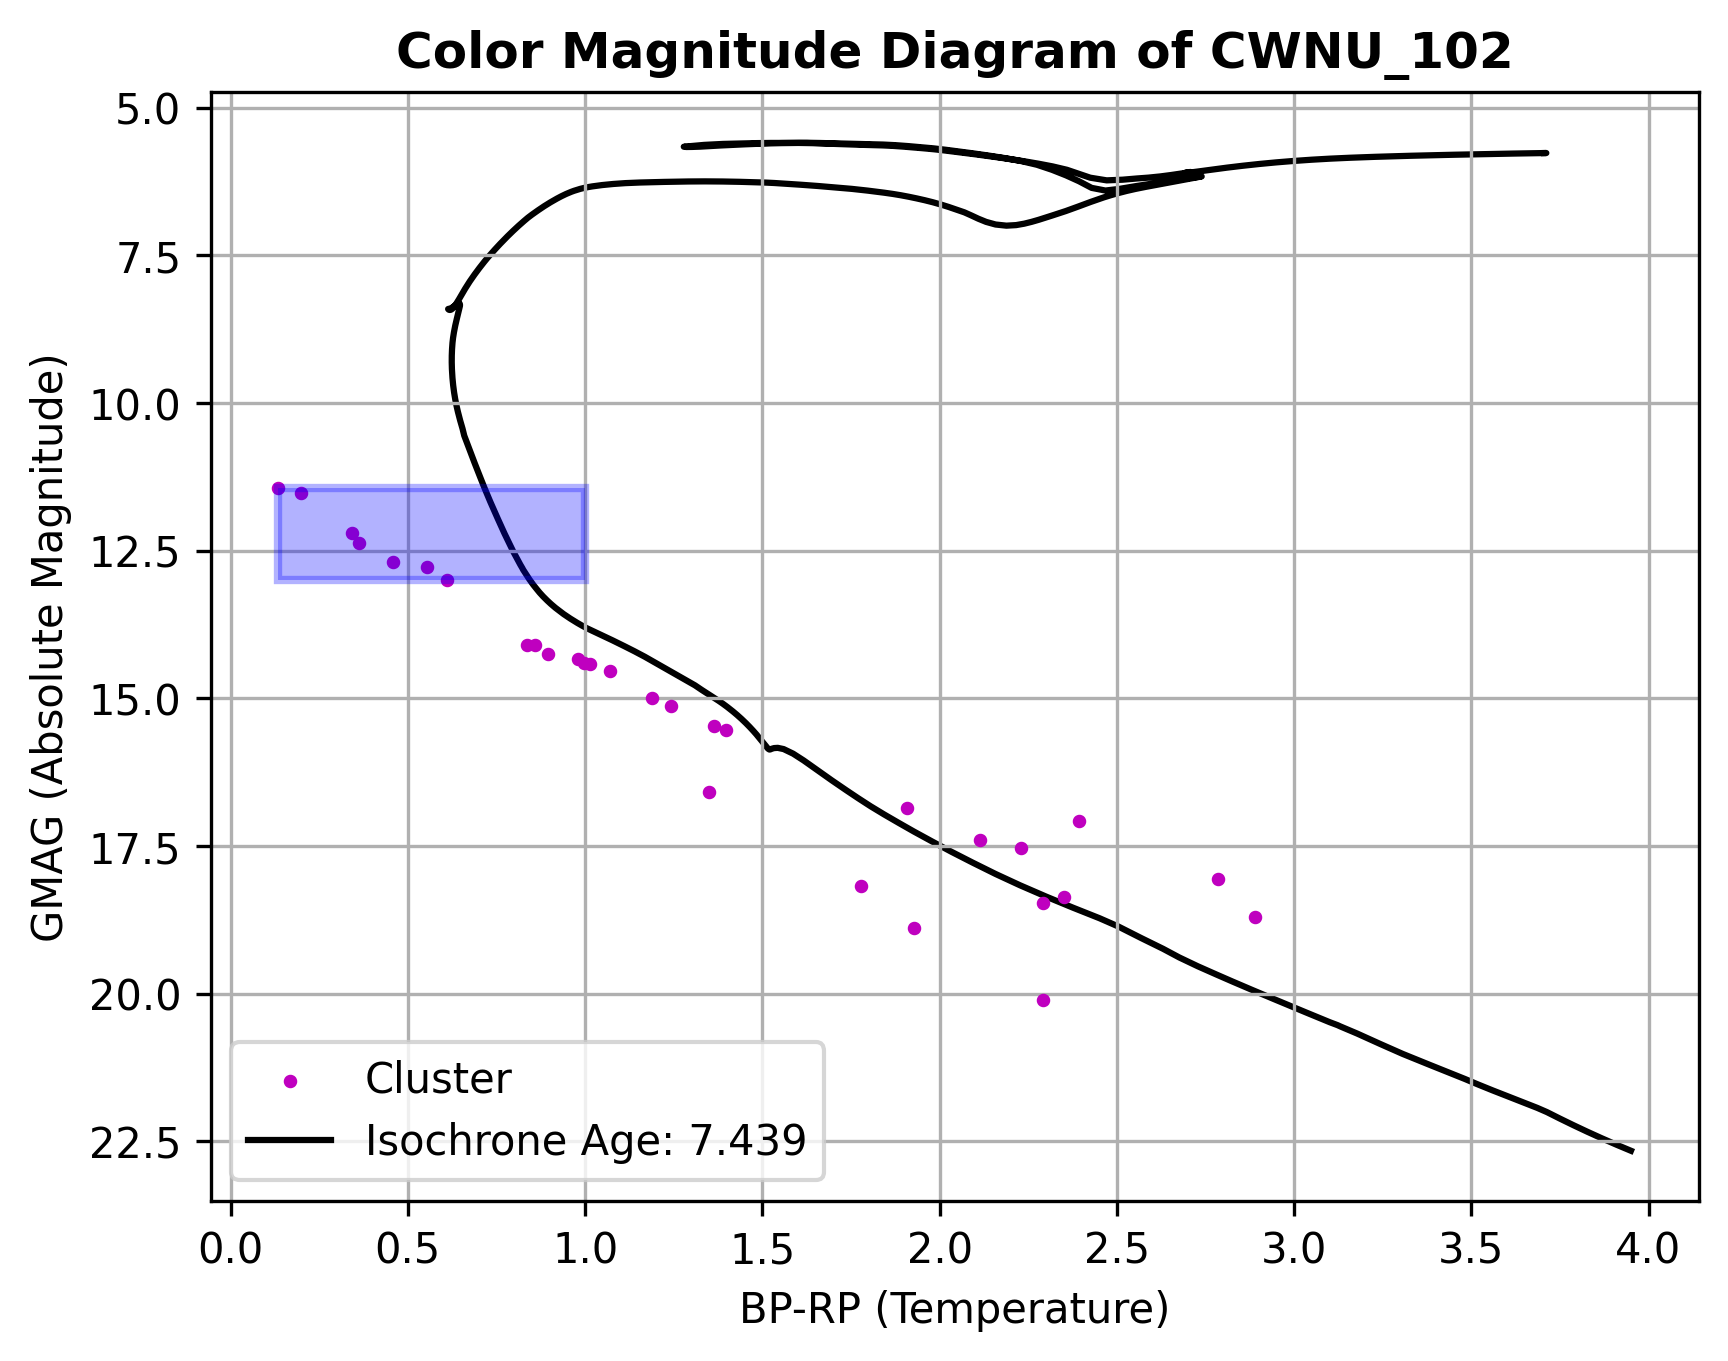 Color Magnitude Diagram of CWNU_102
GMAG (Absolute Magnitude)
5.0
7.5
10.0
12.5
15.0
17.5
20.0
22.5
Cluster
Isochrone Age: 7.439
0.0 0.5 1.0 1.5 2.0 2.5 3.0 3.5 4.0
BP-RP (Temperature)